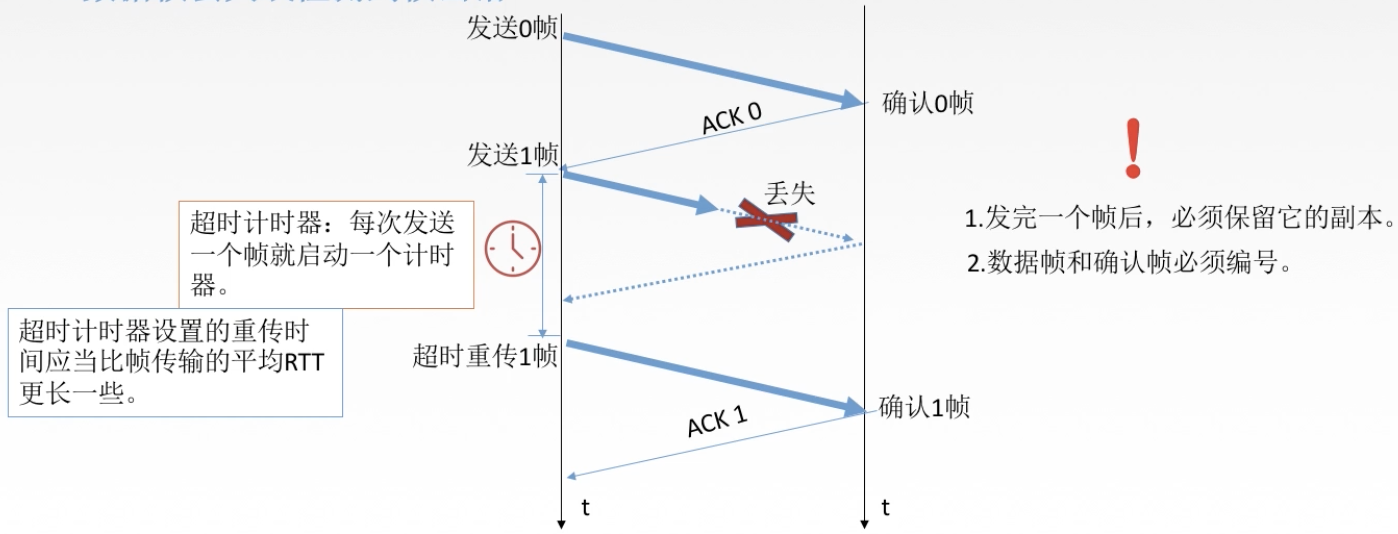 发送0帧
确认0帧
ACK 0
发送1帧
丢失
超时计时器：每次发送
一个帧就启动一个计时
器。
1.发完一个帧后，必须保留它的副本。
2.数据帧和确认帧必须编号。
超时计时器设置的重传时
间应当比帧传输的平均RTT
更长一些。
超时重传1帧
确认1帧
ACK 1
t
t